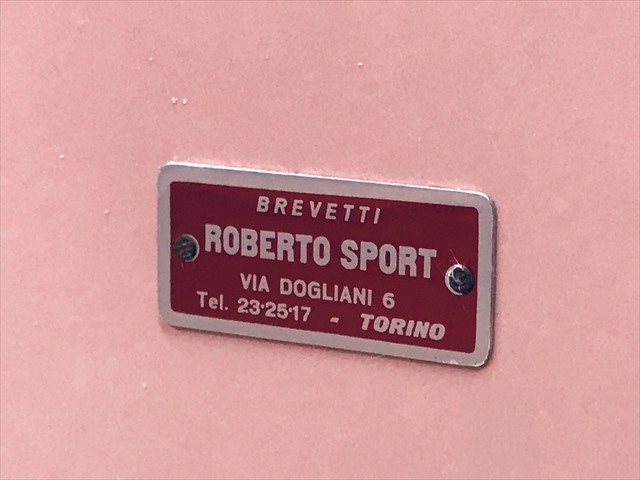 BREVETTI
ROBERTO SPORT
VIA DOGLIANI 6
Tel. 23·25·17 - TORINO